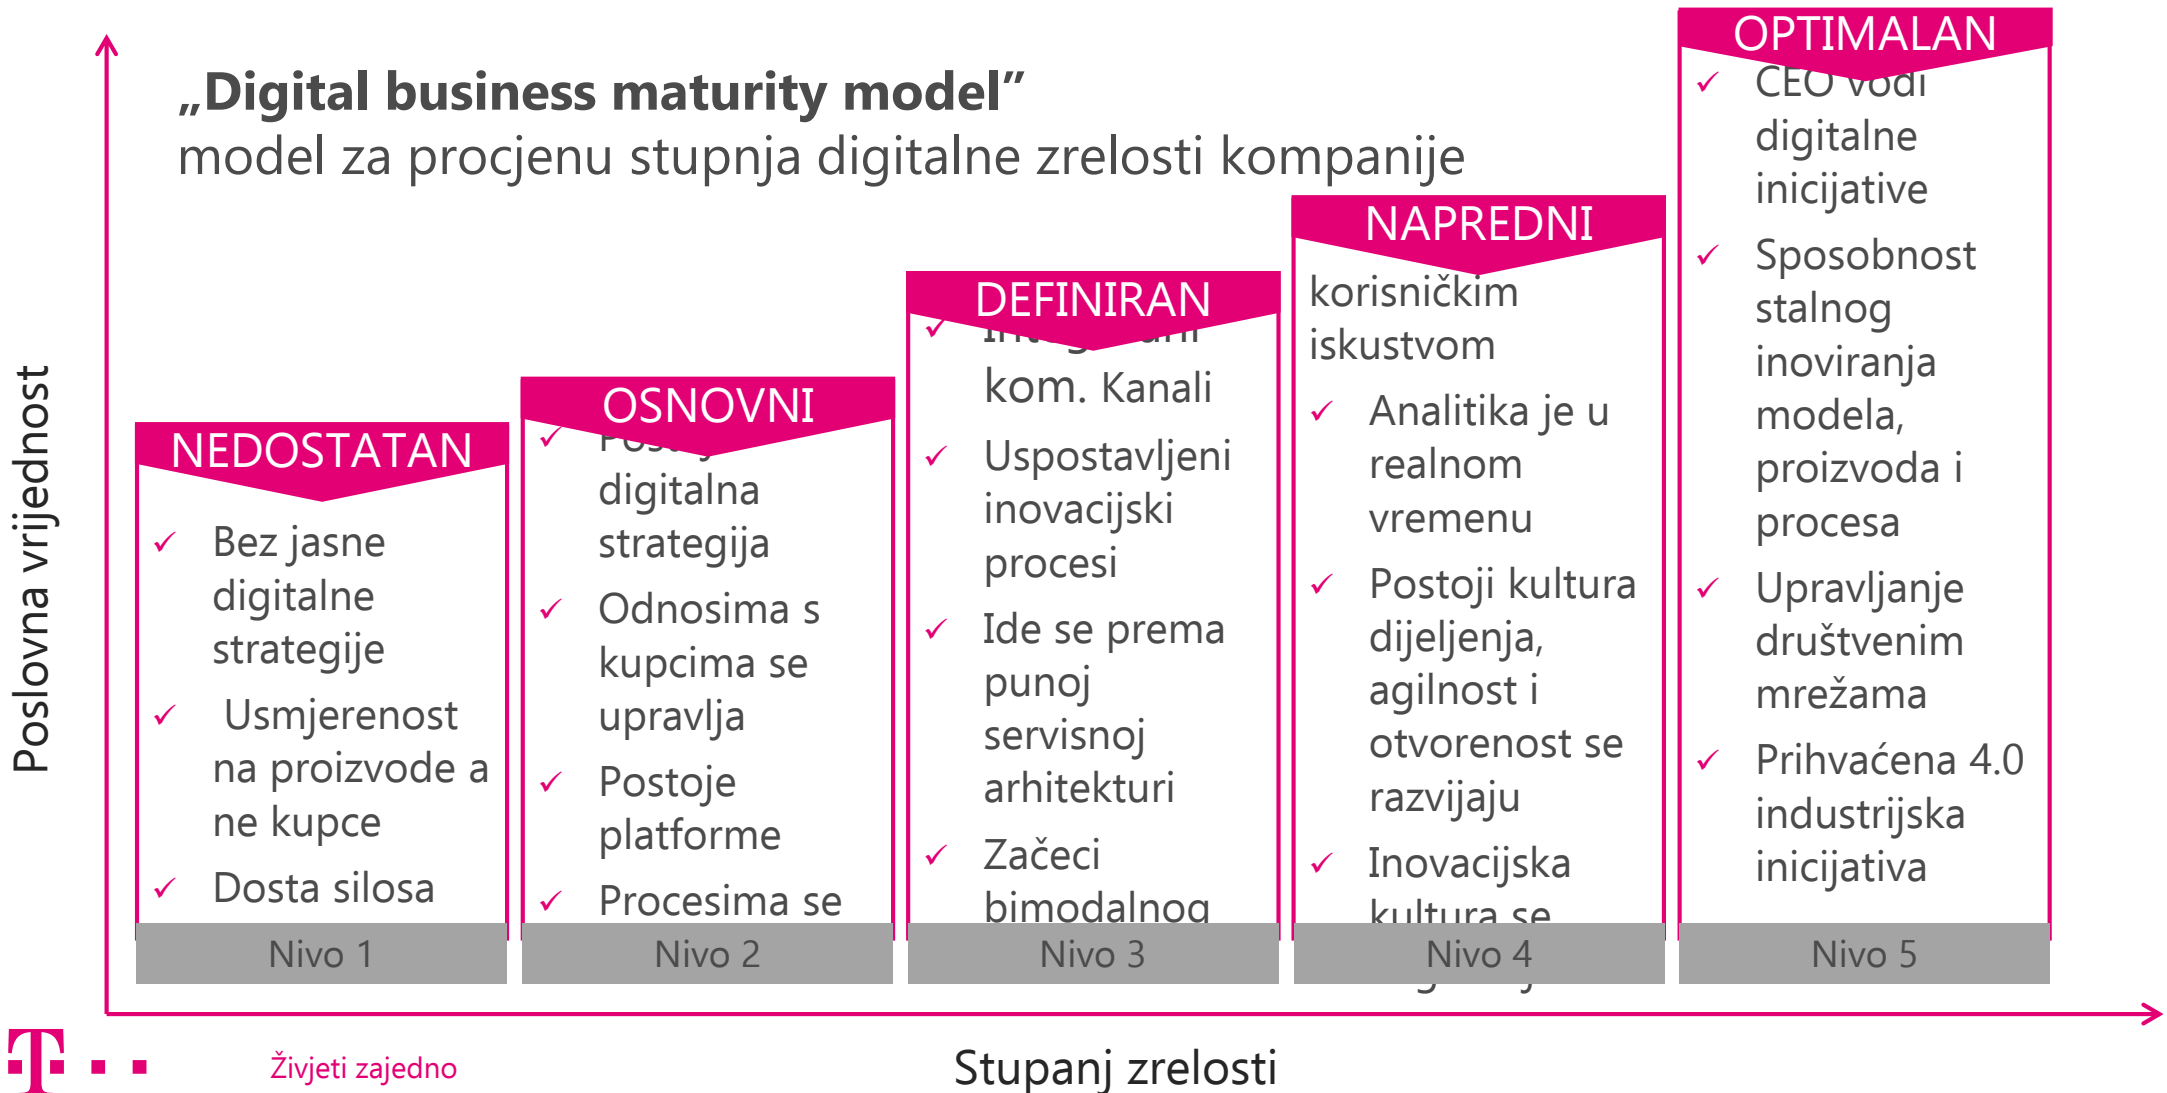 „Digital business maturity model”
model za procjenu stupnja digitalne zrelosti kompanije
Poslovna vrijednost
NEDOSTATAN
✓ Bez jasne
digitalne
strategije
✓ Usmjerenost
na proizvode a
ne kupce
✓ Dosta silosa
Nivo 1
OSNOVNI
digitalna
strategija
✓ Odnosima s
kupcima se
upravlja
✓ Postoje
platforme
✓ Procesima se
Nivo 2
DEFINIRAN
kom. Kanali
✓ Uspostavljeni
inovacijski
procesi
✓ Ide se prema
punoj
servisnoj
arhitekturi
✓ Začeci
bimodalnog
Nivo 3
NAPREDNI
korisničkim
iskustvom
✓ Analitika je u
realnom
vremenu
✓ Postoji kultura
dijeljenja,
agilnost i
otvorenost se
razvijaju
✓ Inovacijska
kultura se
Nivo 4
OPTIMALAN
✓ CEO vodi
digitalne
inicijative
✓ Sposobnost
stalnog
inoviranja
modela,
proizvoda i
procesa
✓ Upravljanje
društvenim
mrežama
✓ Prihvaćena 4.0
industrijska
inicijativa
Nivo 5
Stupanj zrelosti
T
Živjeti zajedno